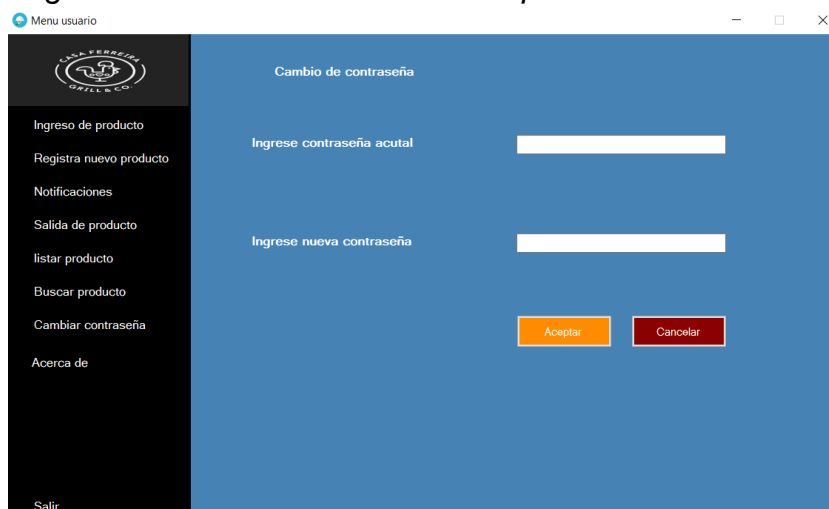 Menu usuario
CASA FERREIRA
GRILL & CO.
Cambio de contraseña
Ingreso de producto
Ingrese contraseña acutal
Registra nuevo producto
Notificaciones
Salida de producto
Ingrese nueva contraseña
listar producto
Buscar producto
Cambiar contraseña
Aceptar
Cancelar
Acerca de
Salir